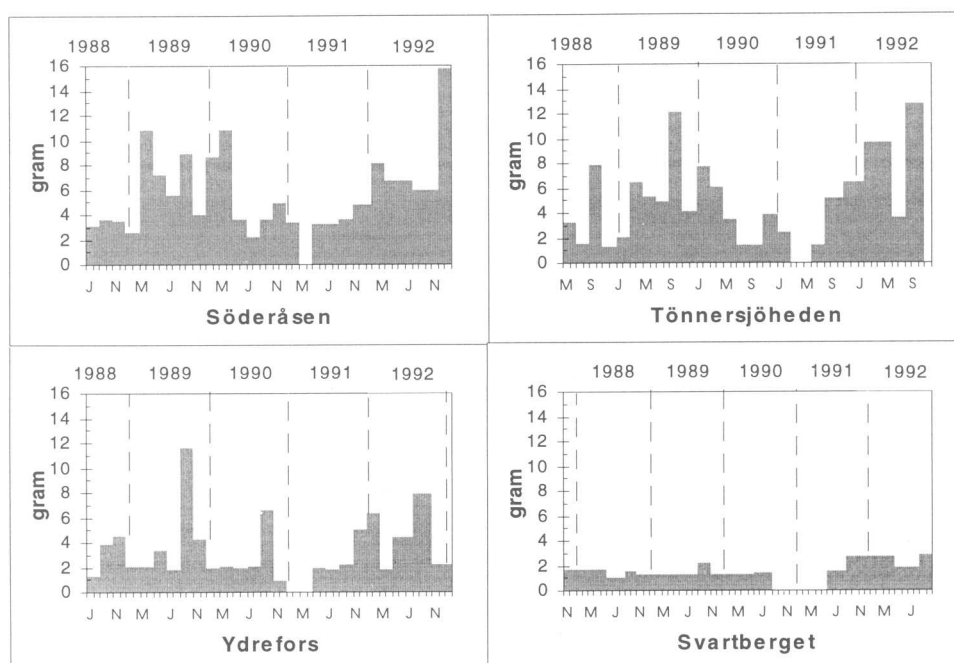 1988 1989 1990 1991 1992
16
14
12
10
8
6
4
2
0
gram
J N M J N M J N M J N M J N
Söderåsen
1988 1989 1990 1991 1992
16
14
12
10
8
6
4
2
0
gram
M S J M S J M S J M S J M S
Tönnersjöheden
1988 1989 1990 1991 1992
16
14
12
10
8
6
4
2
0
gram
J N M J N M J N M J N M J N
Ydrefors
1988 1989 1990 1991 1992
16
14
12
10
8
6
4
2
0
gram
N M J N M J N M J N M J N M J
Svartberget